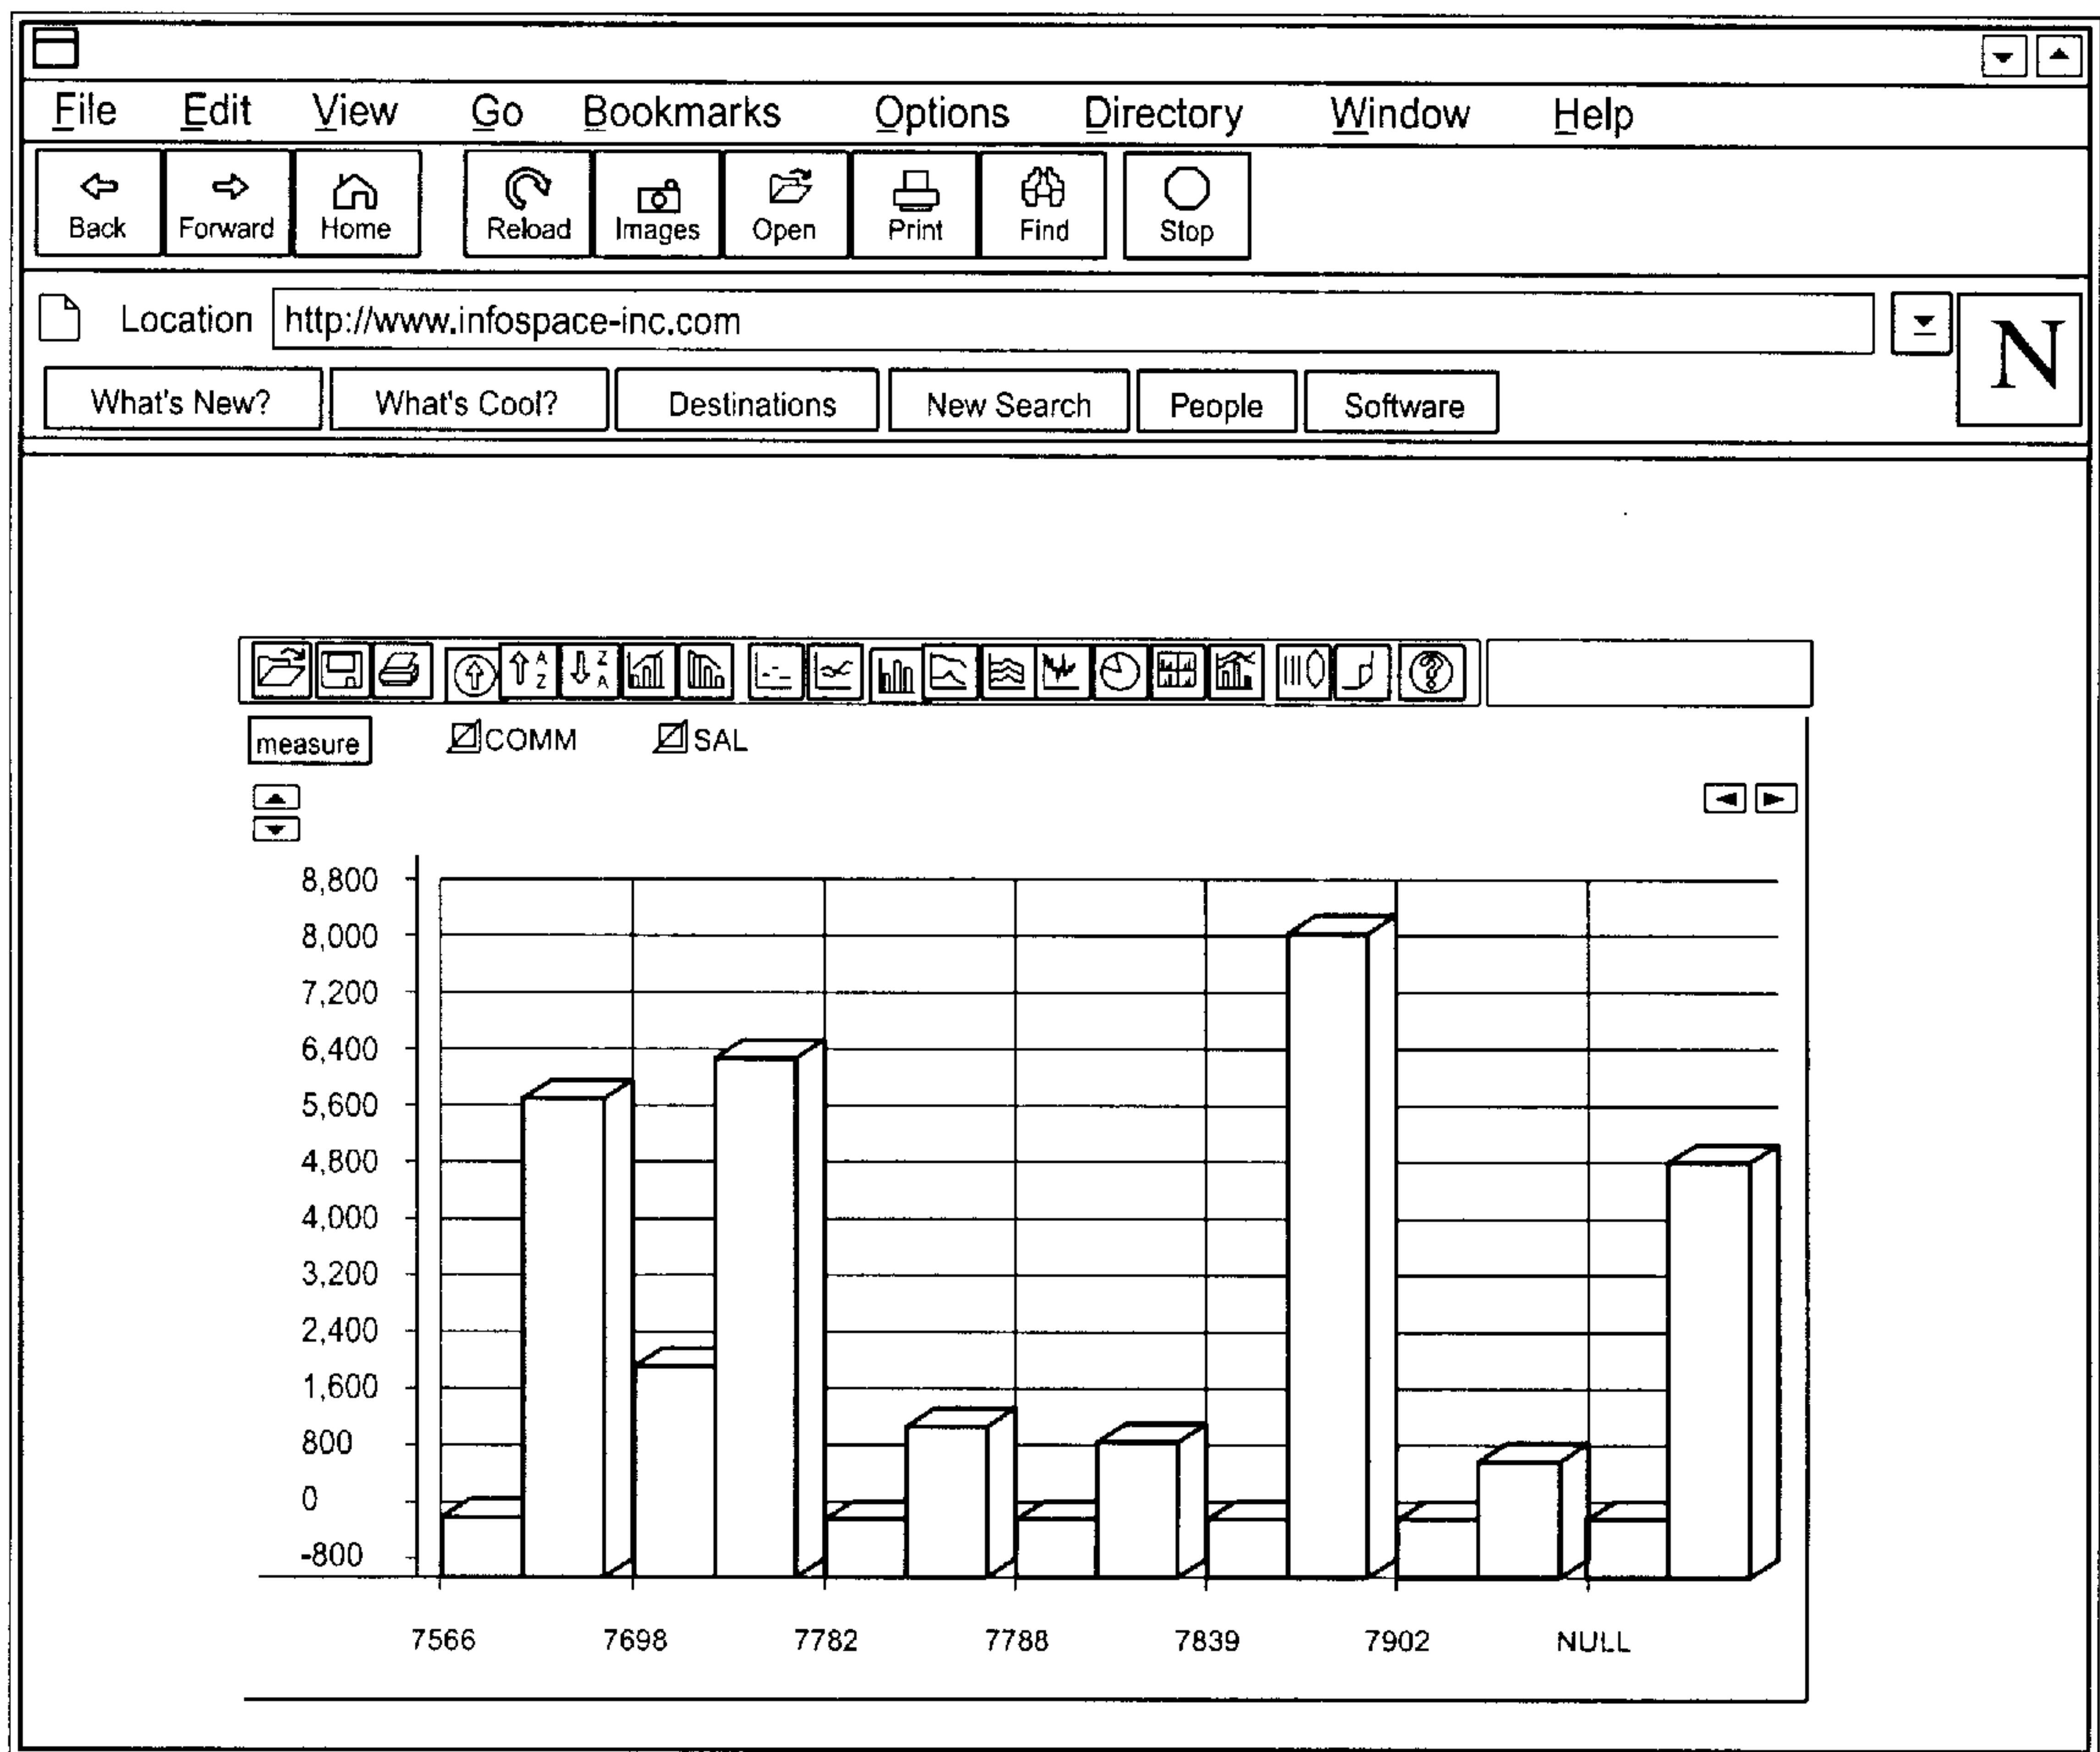 File Edit View Go Bookmarks Options Directory Window Help
Back Forward Home Reload Images Open Print Find Stop
Location http://www.infospace-inc.com
N
What's New? What's Cool? Destinations New Search People Software
A Z Z A ?
measure COMM SAL
8,800
8,000
7,200
6,400
5,600
4,800
4,000
3,200
2,400
1,600
800
0
-800
7566 7698 7782 7788 7839 7902 NULL